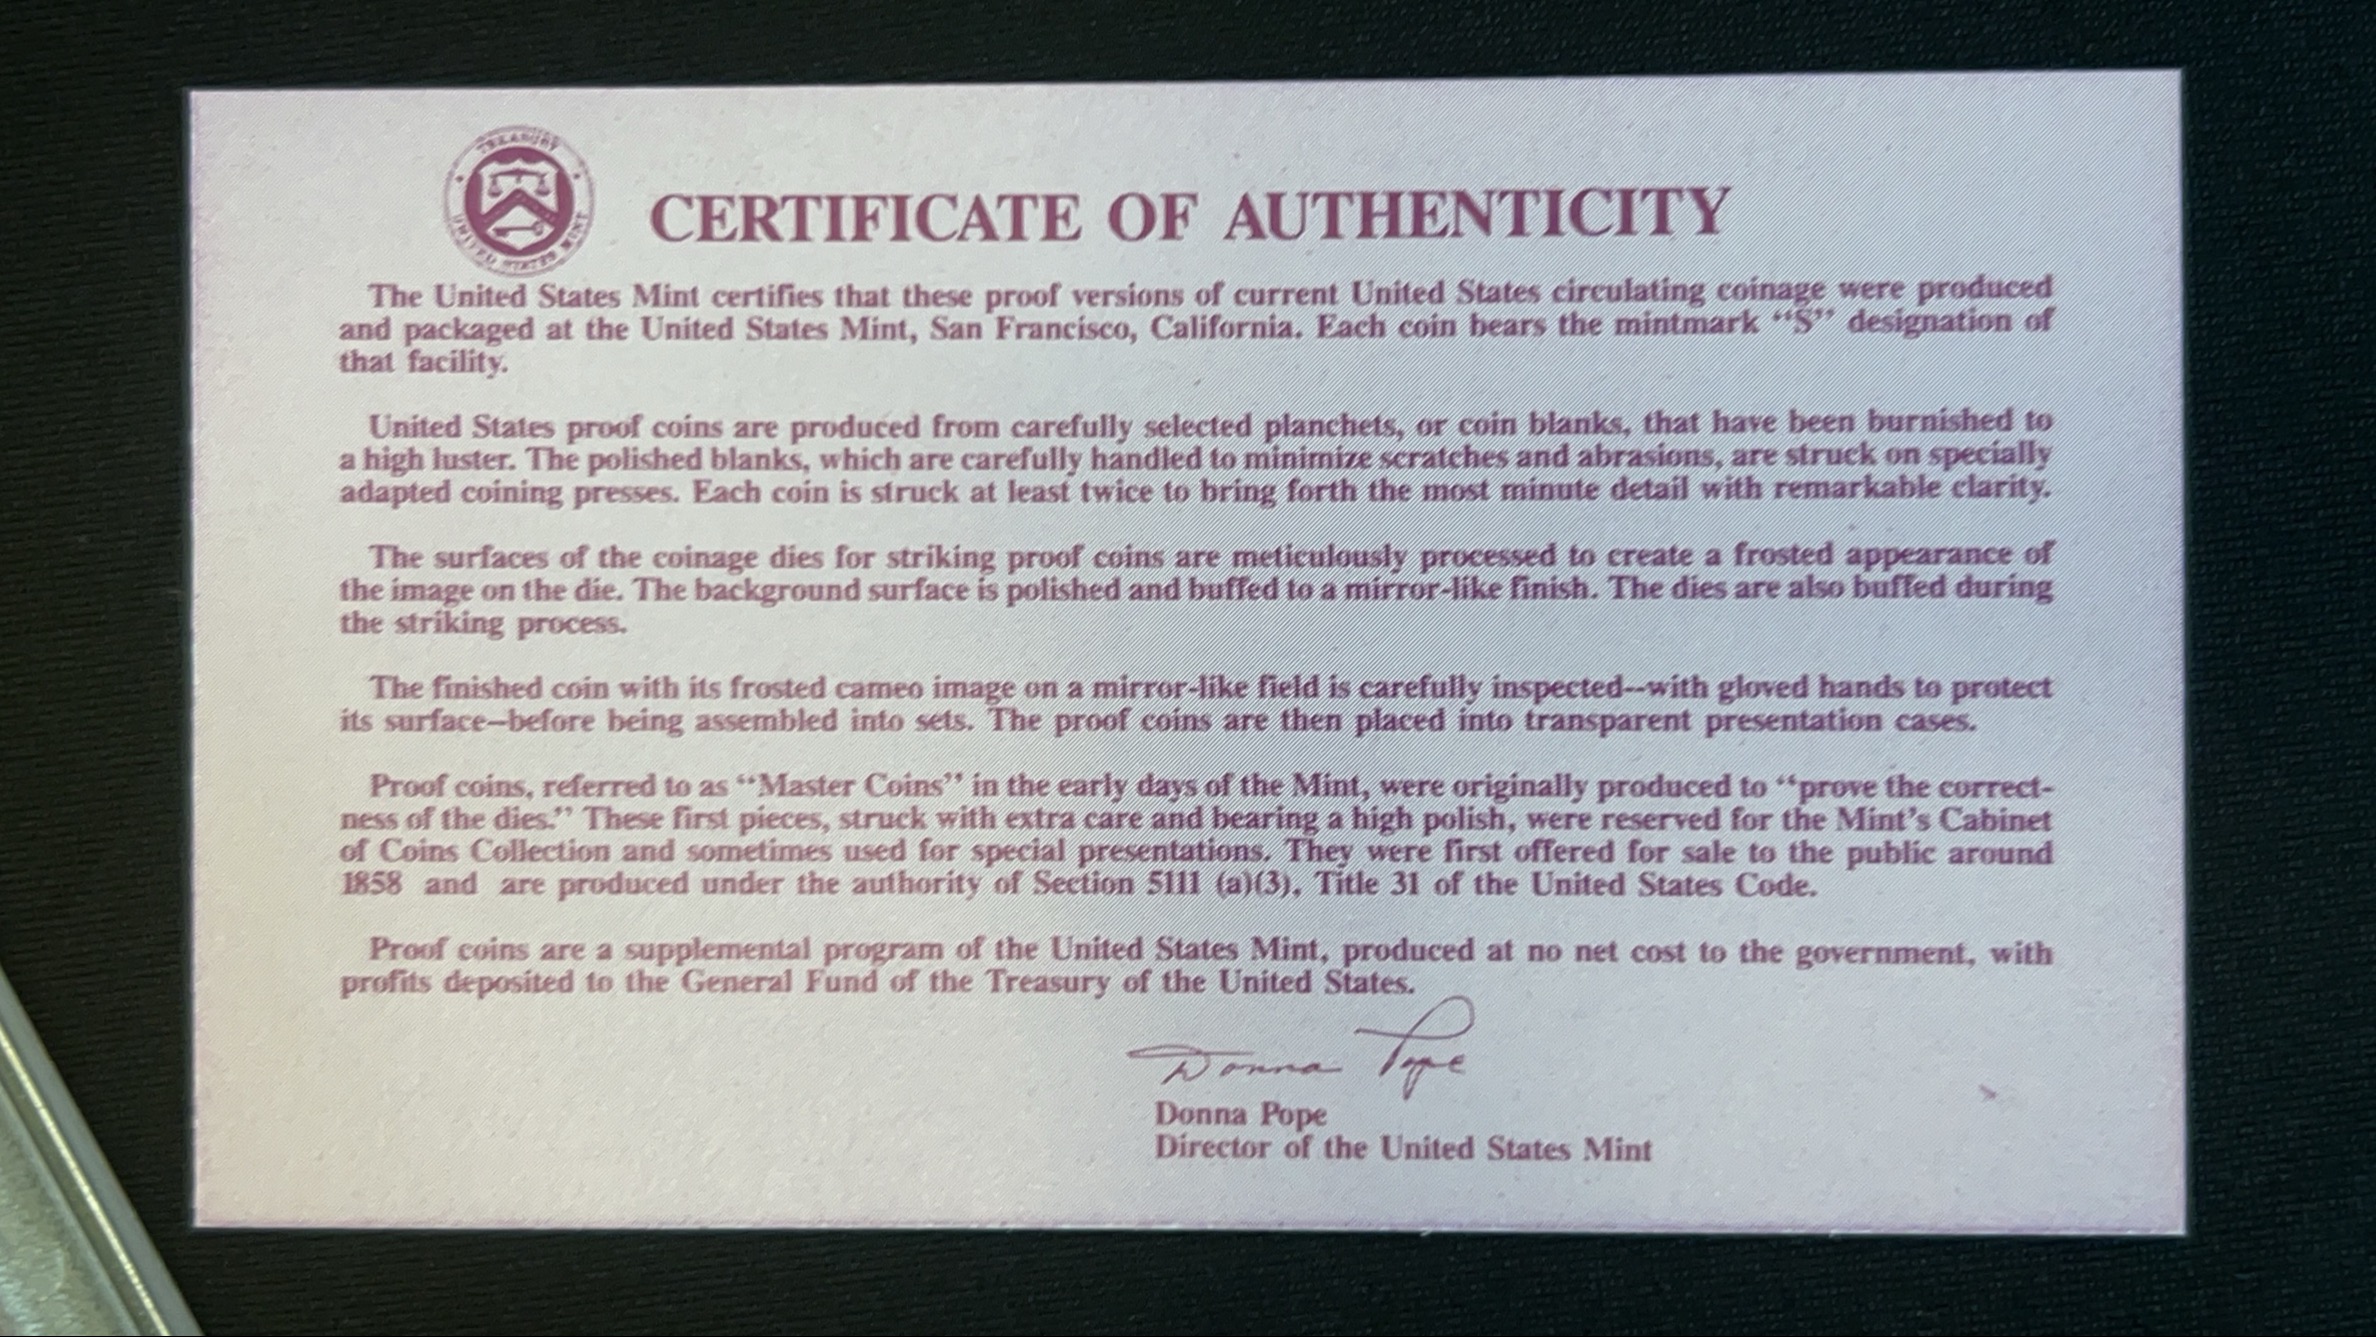 TREASURY
UNITED STATES MINT
CERTIFICATE OF AUTHENTICITY
The United States Mint certifies that these proof versions of current United States circulating coinage were produced
and packaged at the United States Mint, San Francisco, California. Each coin bears the mintmark “S” designation of
that facility.
United States proof coins are produced from carefully selected planchets, or coin blanks, that have been burnished to
a high luster. The polished blanks, which are carefully handled to minimize scratches and abrasions, are struck on specially
adapted coining presses. Each coin is struck at least twice to bring forth the most minute detail with remarkable clarity.
The surfaces of the coinage dies for striking proof coins are meticulously processed to create a frosted appearance of
the image on the die. The background surface is polished and buffed to a mirror-like finish. The dies are also buffed during
the striking process.
The finished coin with its frosted cameo image on a mirror-like field is carefully inspected--with gloved hands to protect
its surface--before being assembled into sets. The proof coins are then placed into transparent presentation cases.
Proof coins, referred to as “Master Coins” in the early days of the Mint, were originally produced to “prove the correct-
ness of the dies.” These first pieces, struck with extra care and bearing a high polish, were reserved for the Mint’s Cabinet
of Coins Collection and sometimes used for special presentations. They were first offered for sale to the public around
1858 and are produced under the authority of Section 5111 (a)(3), Title 31 of the United States Code.
Proof coins are a supplemental program of the United States Mint, produced at no net cost to the government, with
profits deposited to the General Fund of the Treasury of the United States.
Donna Pope
Donna Pope
Director of the United States Mint